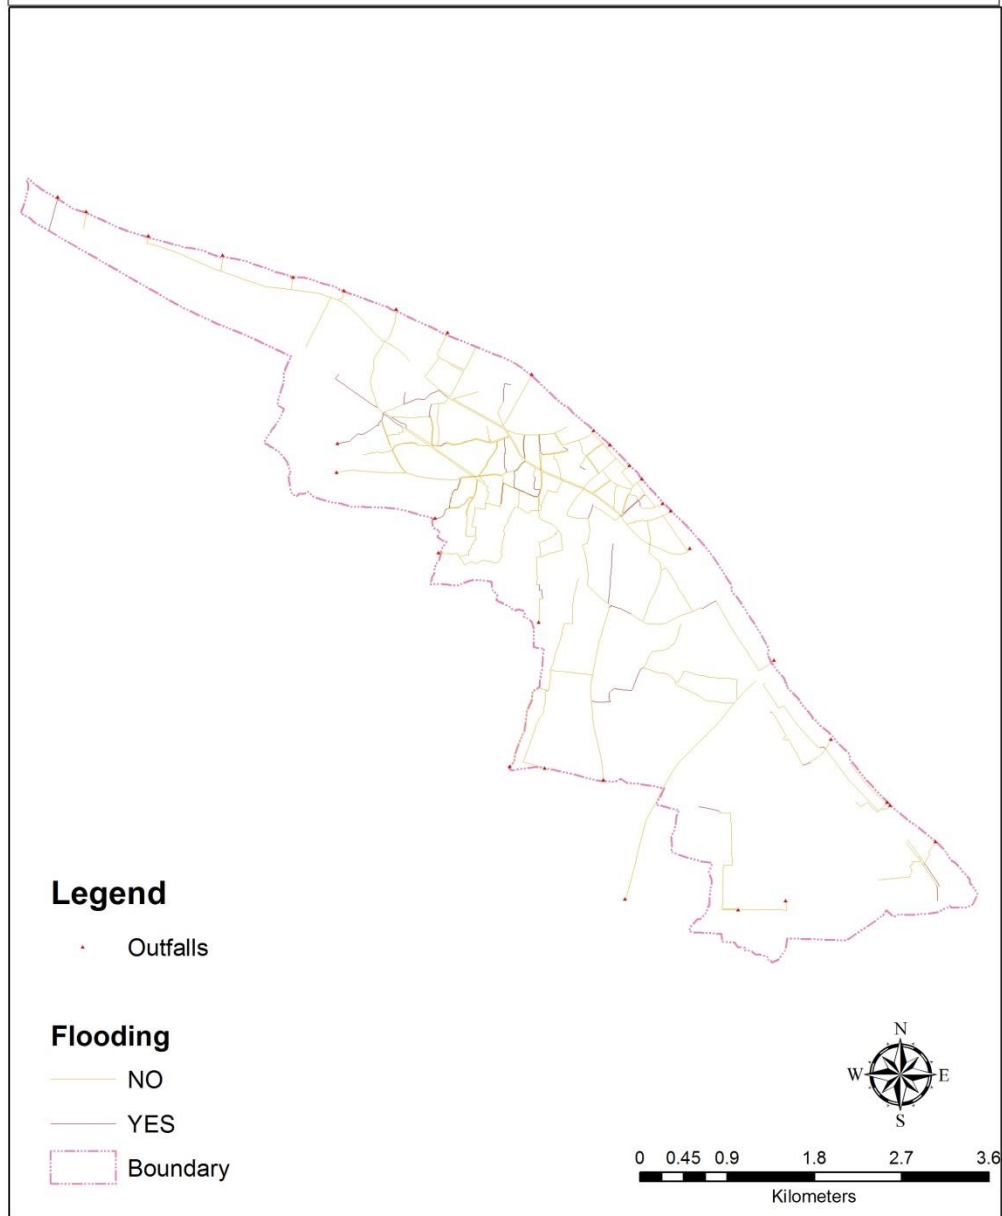 Legend
Outfalls
Flooding
NO
YES
Boundary
N
W E
S
0 0.45 0.9 1.8 2.7 3.6
Kilometers